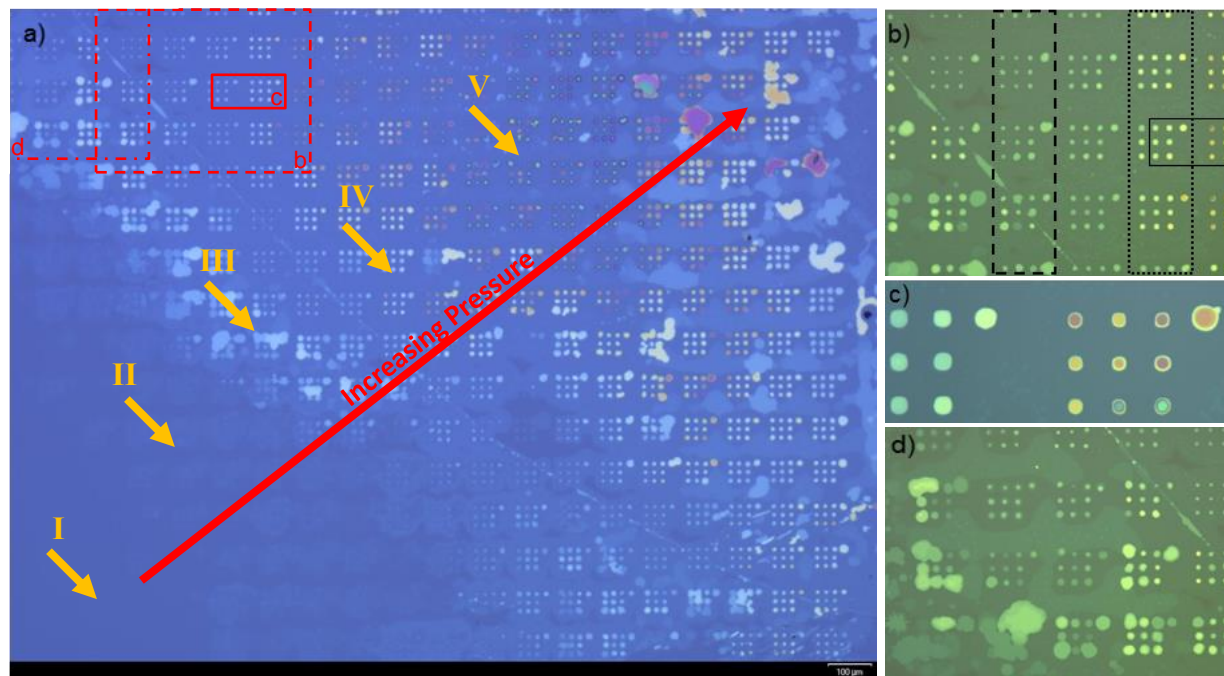 a)
b)
V
c
d
b
IV
III
Increasing Pressure
c)
II
d)
I
100 µm